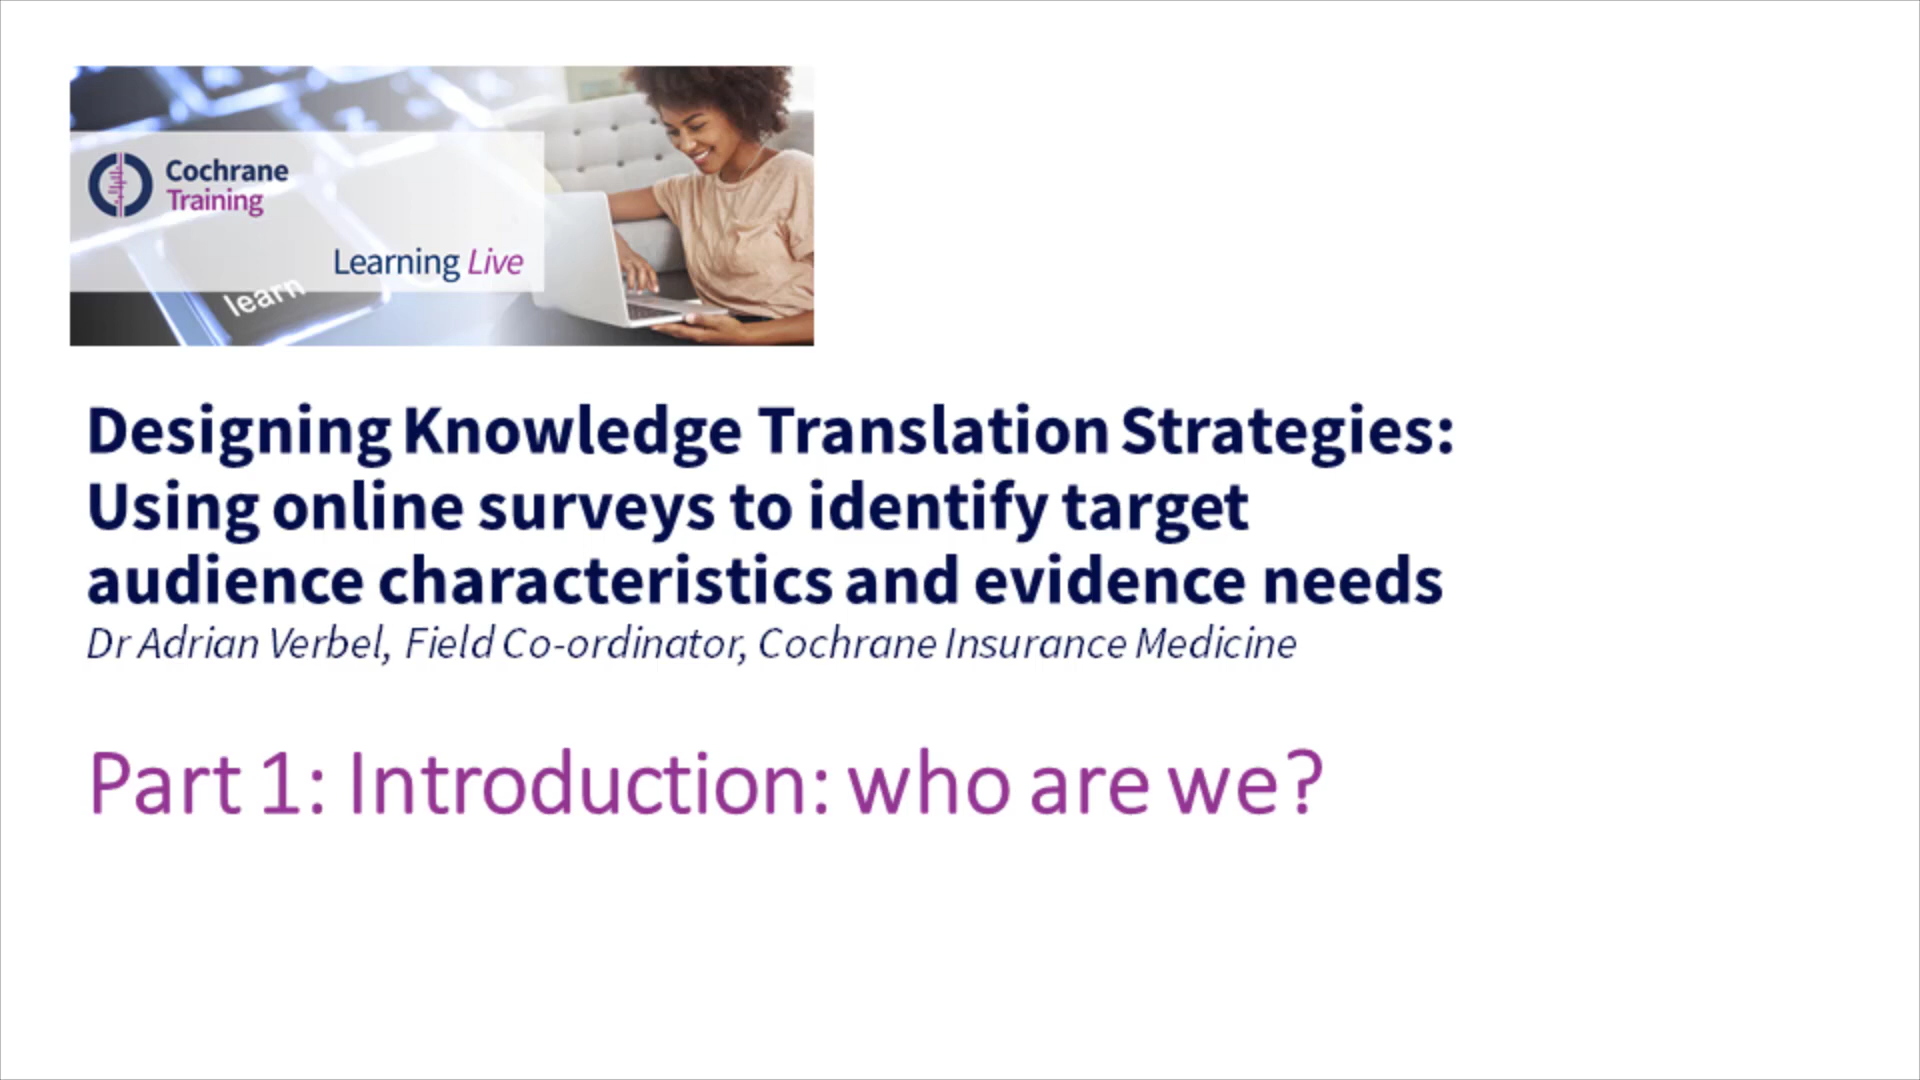 Cochrane
Training
Learning Live
learn
Designing Knowledge Translation Strategies:
Using online surveys to identify target
audience characteristics and evidence needs
Dr Adrian Verbel, Field Co-ordinator, Cochrane Insurance Medicine
Part 1: Introduction: who are we?